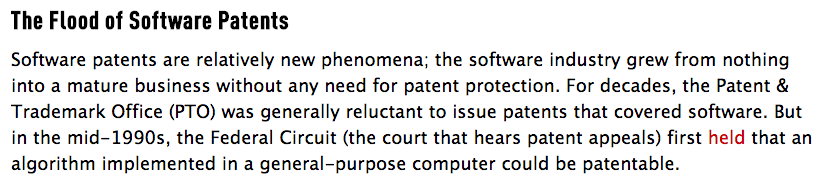 The Flood of Software Patents
Software patents are relatively new phenomena; the software industry grew from nothing
into a mature business without any need for patent protection. For decades, the Patent &
Trademark Office (PTO) was generally reluctant to issue patents that covered software. But
in the mid-1990s, the Federal Circuit (the court that hears patent appeals) first held that an
algorithm implemented in a general-purpose computer could be patentable.